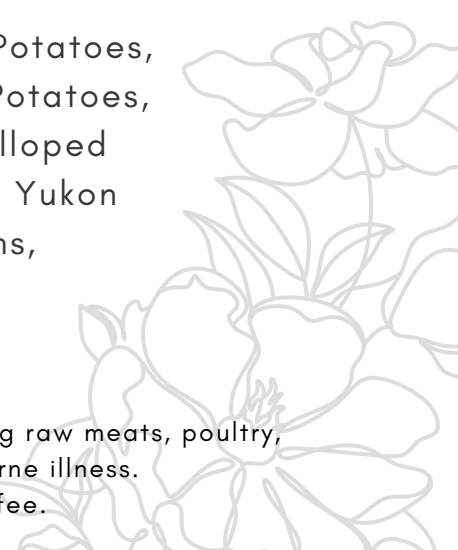 Potatoes,
Potatoes,
lloped
Yukon
ns,
g raw meats, poultry,
rne illness.
fee.